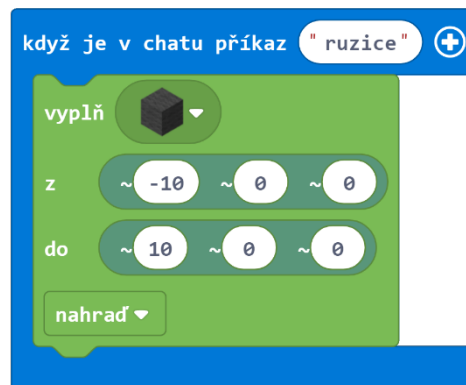 když je v chatu příkaz "ruzice"
vyplň
z ~ -10 ~ 0 ~ 0
do ~ 10 ~ 0 ~ 0
nahraď